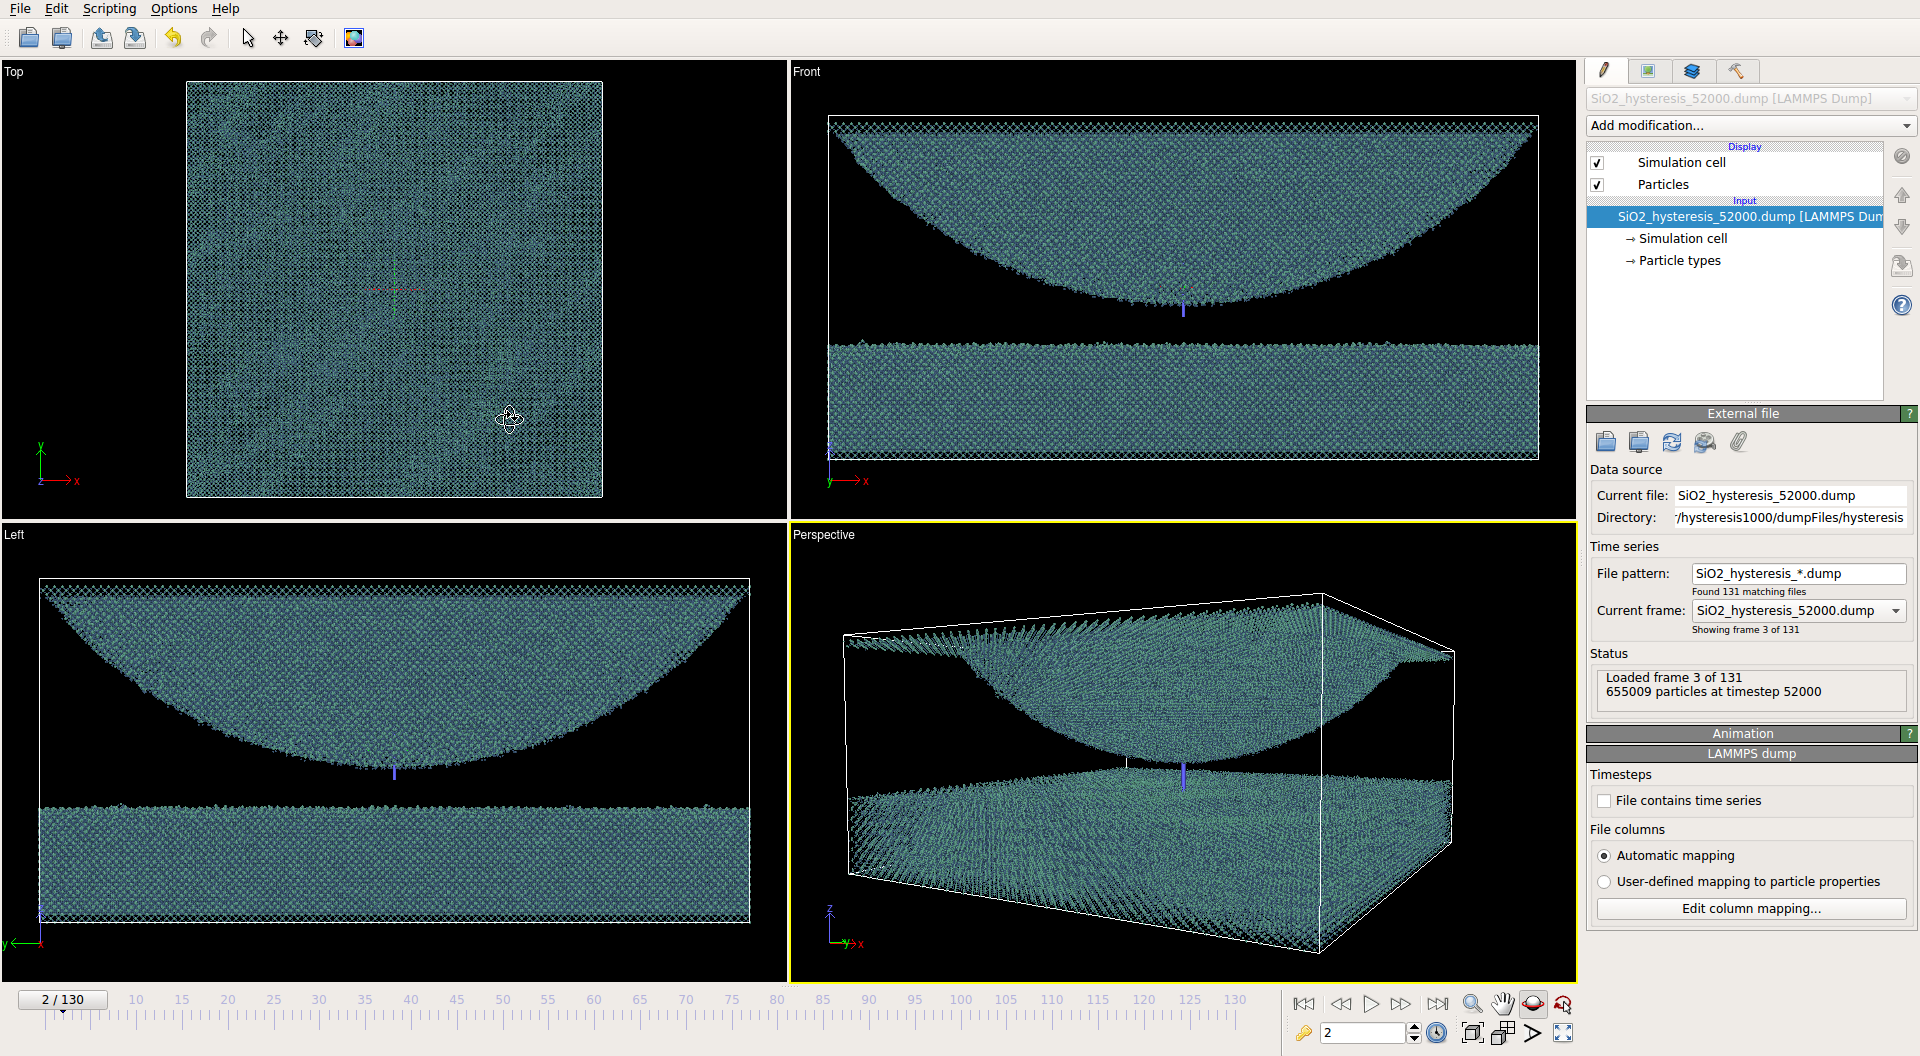 File Edit Scripting Options Help
Top
Front
Left
Perspective
y
z
x
y
x
y
x
z
y
x
SiO2_hysteresis_52000.dump [LAMMPS Dump]
Add modification...
Display
Simulation cell
Particles
Input
SiO2_hysteresis_52000.dump [LAMMPS Dum
→ Simulation cell
→ Particle types
External file ?
Data source
Current file: SiO2_hysteresis_52000.dump
Directory: /hysteresis1000/dumpFiles/hysteresis
Time series
File pattern: SiO2_hysteresis_*.dump
Found 131 matching files
Current frame: SiO2_hysteresis_52000.dump
Showing frame 3 of 131
Status
Loaded frame 3 of 131
655009 particles at timestep 52000
Animation ?
LAMMPS dump
Timesteps
File contains time series
File columns
Automatic mapping
User-defined mapping to particle properties
Edit column mapping...
2 / 130 10 15 20 25 30 35 40 45 50 55 60 65 70 75 80 85 90 95 100 105 110 115 120 125 130
2